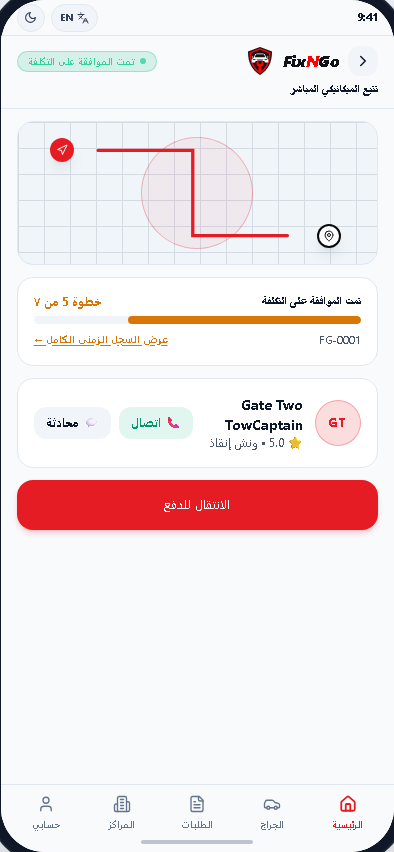 9:41
EN
FixNGo
تمت الموافقة على التكلفة
تتبع الميكانيكي المباشر
تمت الموافقة على التكلفة
خطوة 5 من ٧
FG-0001
عرض السجل الزمني الكامل ←
GT
Gate Two
TowCaptain
5.0 • ونش إنقاذ
اتصال
محادثة
الانتقال للدفع
الرئيسية
الجراج
الطلبات
المراكز
حسابي